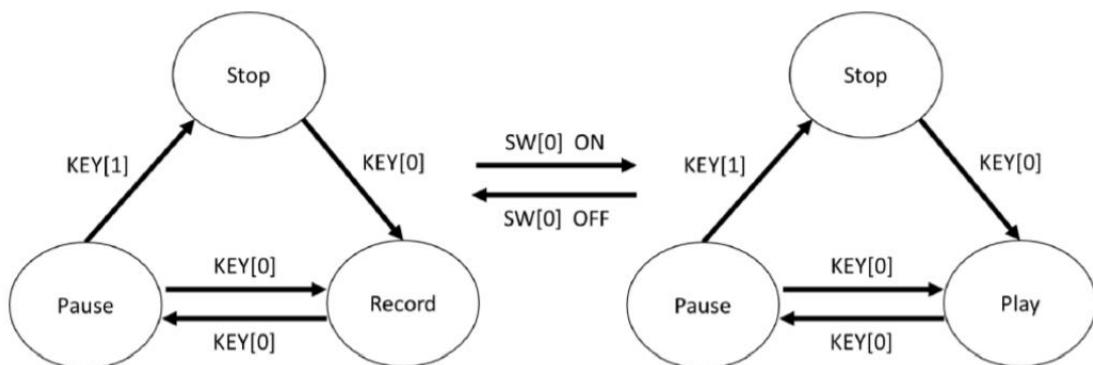 Stop
KEY[1]
KEY[0]
Pause
KEY[0]
KEY[0]
Record
SW[0] ON
SW[0] OFF
Stop
KEY[1]
KEY[0]
Pause
KEY[0]
KEY[0]
Play